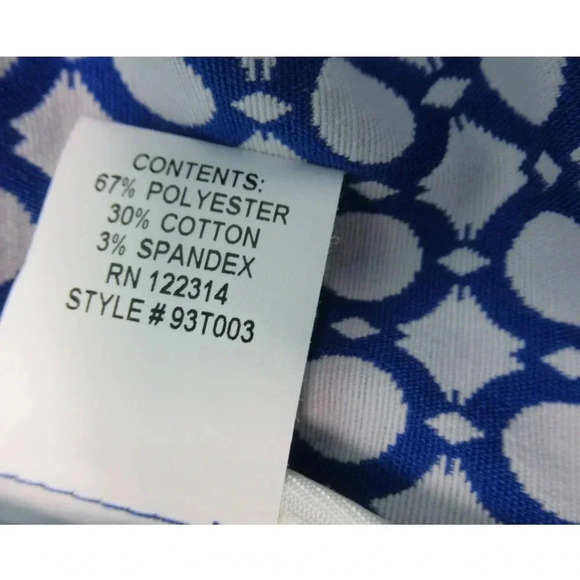 CONTENTS:
67% POLYESTER
30% COTTON
3% SPANDEX
RN 122314
STYLE # 93T003